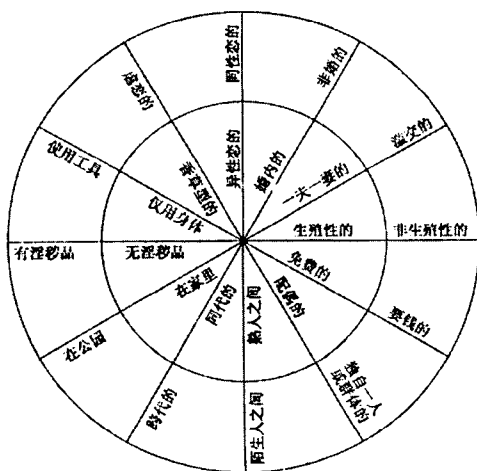 同性恋的
非婚的
滥交的
非生殖性的
要钱的
独自一人
或群体的
陌生人之间
在公园
有淫秽品
使用工具
虐恋的
异性恋的
婚内的
一夫一妻的
生殖性的
免费的
配偶的
熟人之间
同代的
在家里
无淫秽品
仅用身体
香草型的